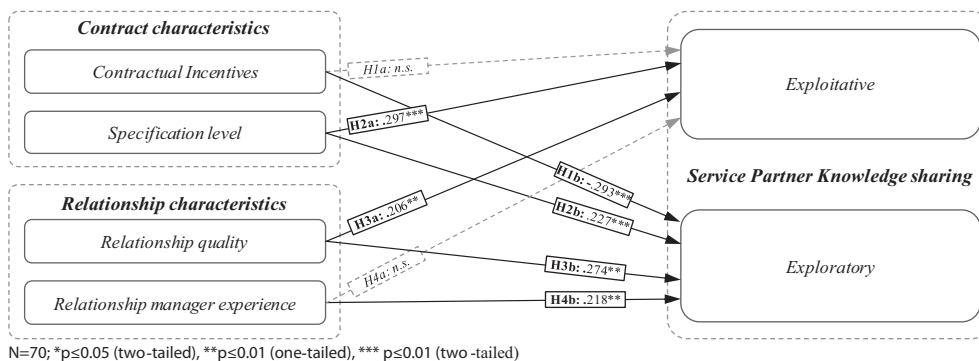 Contract characteristics
Contractual Incentives
Specification level
Relationship characteristics
Relationship quality
Relationship manager experience
H1a: n.s.
H2a: .297***
H1b: -.293***
H2b: .227***
H3a: .206**
H4a: n.s.
H3b: .274**
H4b: .218**
Exploitative
Service Partner Knowledge sharing
Exploratory
N=70; *p≤0.05 (two-tailed), **p≤0.01 (one-tailed), *** p≤0.01 (two-tailed)